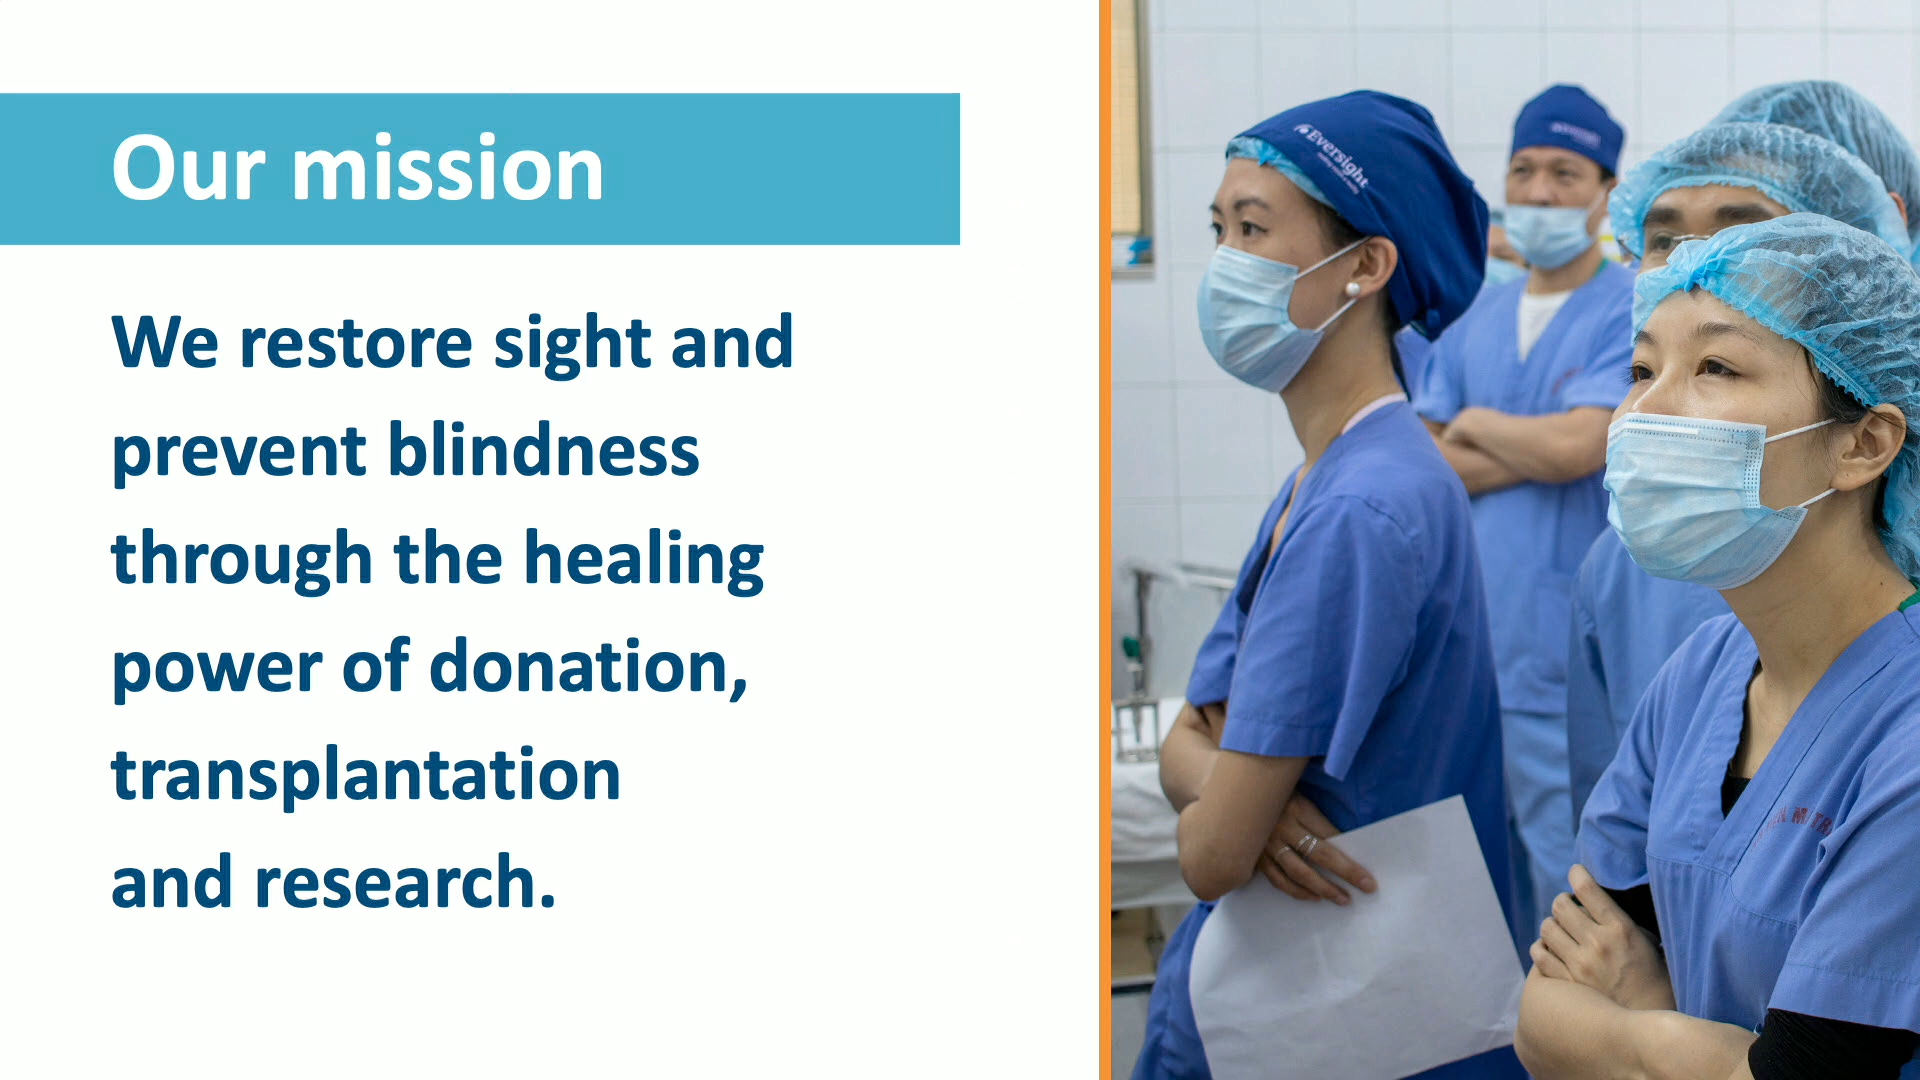 Our mission
We restore sight and
prevent blindness
through the healing
power of donation,
transplantation
and research.
Eversight